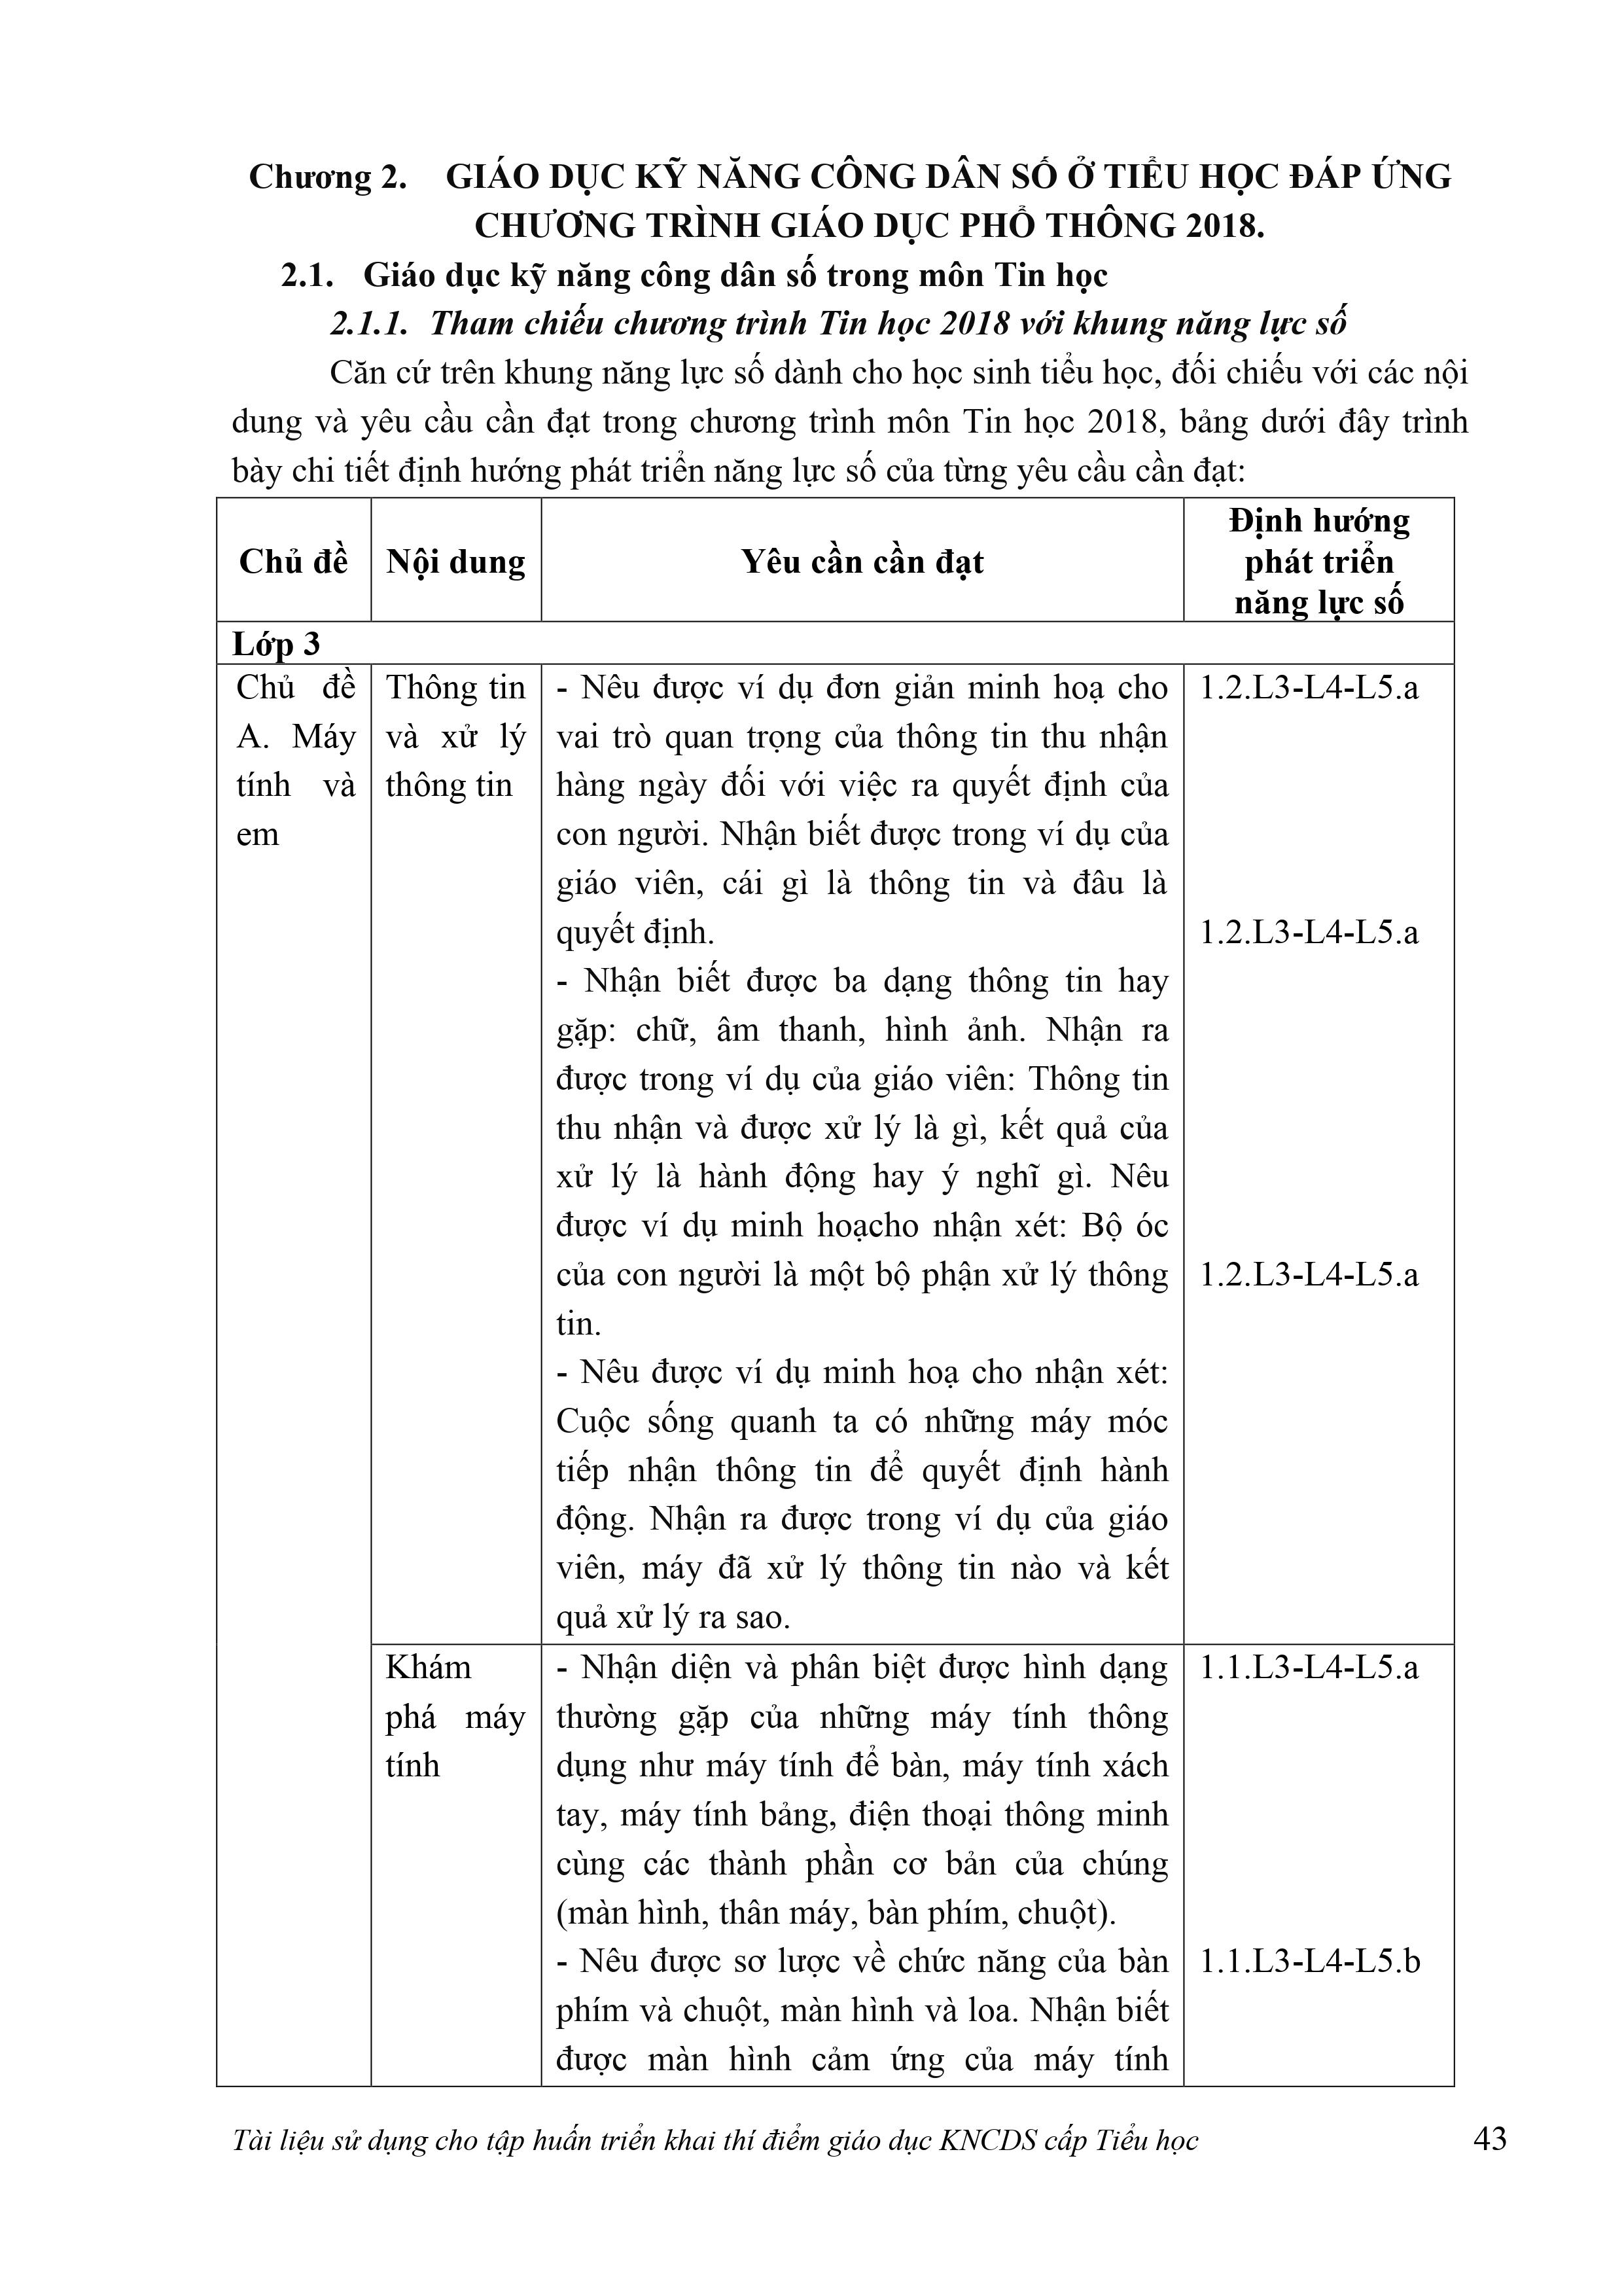 Chương 2. GIÁO DỤC KỸ NĂNG CÔNG DÂN SỐ Ở TIỂU HỌC ĐÁP ỨNG
CHƯƠNG TRÌNH GIÁO DỤC PHỔ THÔNG 2018.
2.1. Giáo dục kỹ năng công dân số trong môn Tin học
2.1.1. Tham chiếu chương trình Tin học 2018 với khung năng lực số
Căn cứ trên khung năng lực số dành cho học sinh tiểu học, đối chiếu với các nội
dung và yêu cầu cần đạt trong chương trình môn Tin học 2018, bảng dưới đây trình
bày chi tiết định hướng phát triển năng lực số của từng yêu cầu cần đạt:
Chủ đề
Nội dung
Yêu cần cần đạt
Định hướng
phát triển
năng lực số
Lớp 3
Chủ đề
A. Máy
tính và
em
Thông tin
và xử lý
thông tin
- Nêu được ví dụ đơn giản minh hoạ cho
vai trò quan trọng của thông tin thu nhận
hàng ngày đối với việc ra quyết định của
con người. Nhận biết được trong ví dụ của
giáo viên, cái gì là thông tin và đâu là
quyết định.
- Nhận biết được ba dạng thông tin hay
gặp: chữ, âm thanh, hình ảnh. Nhận ra
được trong ví dụ của giáo viên: Thông tin
thu nhận và được xử lý là gì, kết quả của
xử lý là hành động hay ý nghĩ gì. Nêu
được ví dụ minh hoạcho nhận xét: Bộ óc
của con người là một bộ phận xử lý thông
tin.
- Nêu được ví dụ minh hoạ cho nhận xét:
Cuộc sống quanh ta có những máy móc
tiếp nhận thông tin để quyết định hành
động. Nhận ra được trong ví dụ của giáo
viên, máy đã xử lý thông tin nào và kết
quả xử lý ra sao.
1.2.L3-L4-L5.a
1.2.L3-L4-L5.a
1.2.L3-L4-L5.a
Khám
phá máy
tính
- Nhận diện và phân biệt được hình dạng
thường gặp của những máy tính thông
dụng như máy tính để bàn, máy tính xách
tay, máy tính bảng, điện thoại thông minh
cùng các thành phần cơ bản của chúng
(màn hình, thân máy, bàn phím, chuột).
- Nêu được sơ lược về chức năng của bàn
phím và chuột, màn hình và loa. Nhận biết
được màn hình cảm ứng của máy tính
1.1.L3-L4-L5.a
1.1.L3-L4-L5.b
Tài liệu sử dụng cho tập huấn triển khai thí điểm giáo dục KNCDS cấp Tiểu học
43